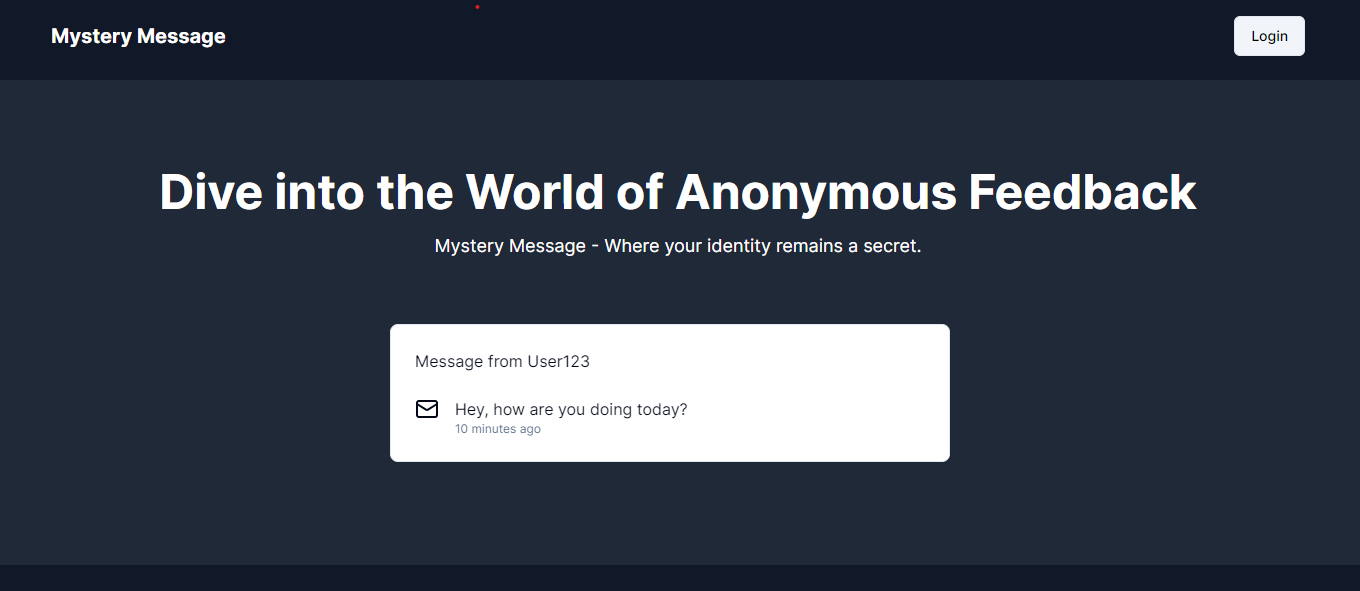 Mystery Message
Login
Dive into the World of Anonymous Feedback
Mystery Message - Where your identity remains a secret.
Message from User123
Hey, how are you doing today?
10 minutes ago